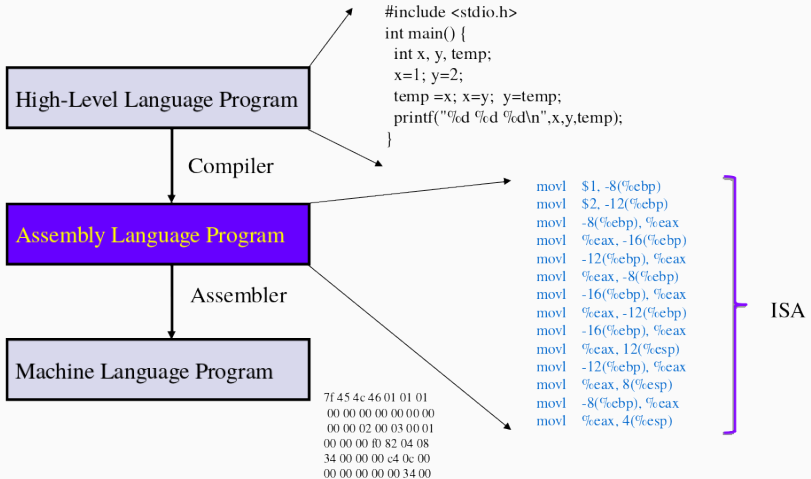 #include <stdio.h>
int main() {
int x, y, temp;
x=1; y=2;
temp =x; x=y; y=temp;
printf("%d %d %d\n",x,y,temp);
}
High-Level Language Program
Compiler
Assembly Language Program
Assembler
Machine Language Program
movl $1, -8(%ebp)
movl $2, -12(%ebp)
movl -8(%ebp), %eax
movl %eax, -16(%ebp)
movl -12(%ebp), %eax
movl %eax, -8(%ebp)
movl -16(%ebp), %eax
movl %eax, -12(%ebp)
movl -16(%ebp), %eax
movl %eax, 12(%esp)
movl -12(%ebp), %eax
movl %eax, 8(%esp)
movl -8(%ebp), %eax
movl %eax, 4(%esp)
ISA
7f 45 4c 46 01 01 01
00 00 00 00 00 00 00
00 00 02 00 03 00 01
00 00 00 f0 82 04 08
34 00 00 00 c4 0c 00
00 00 00 00 00 34 00